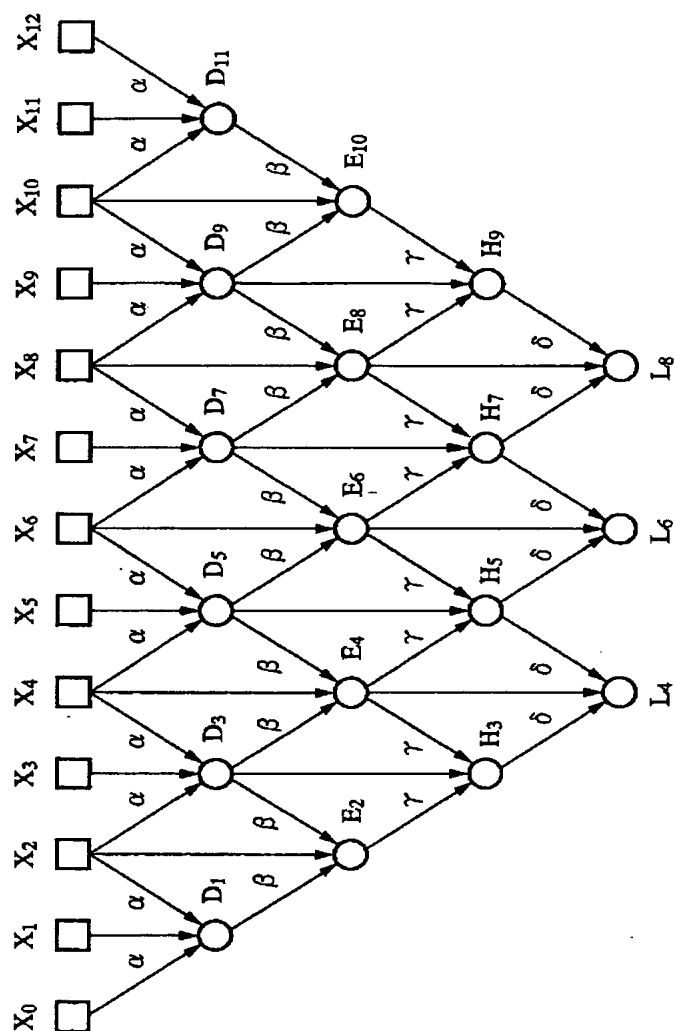 X0 X1 X2 X3 X4 X5 X6 X7 X8 X9 X10 X11 X12
α α α α α α α α α α α α
D1 D3 D5 D7 D9 D11
β β β β β β β β β β
E2 E4 E6 E8 E10
γ γ γ γ γ γ γ γ
H3 H5 H7 H9
δ δ δ δ δ δ
L4 L6 L8